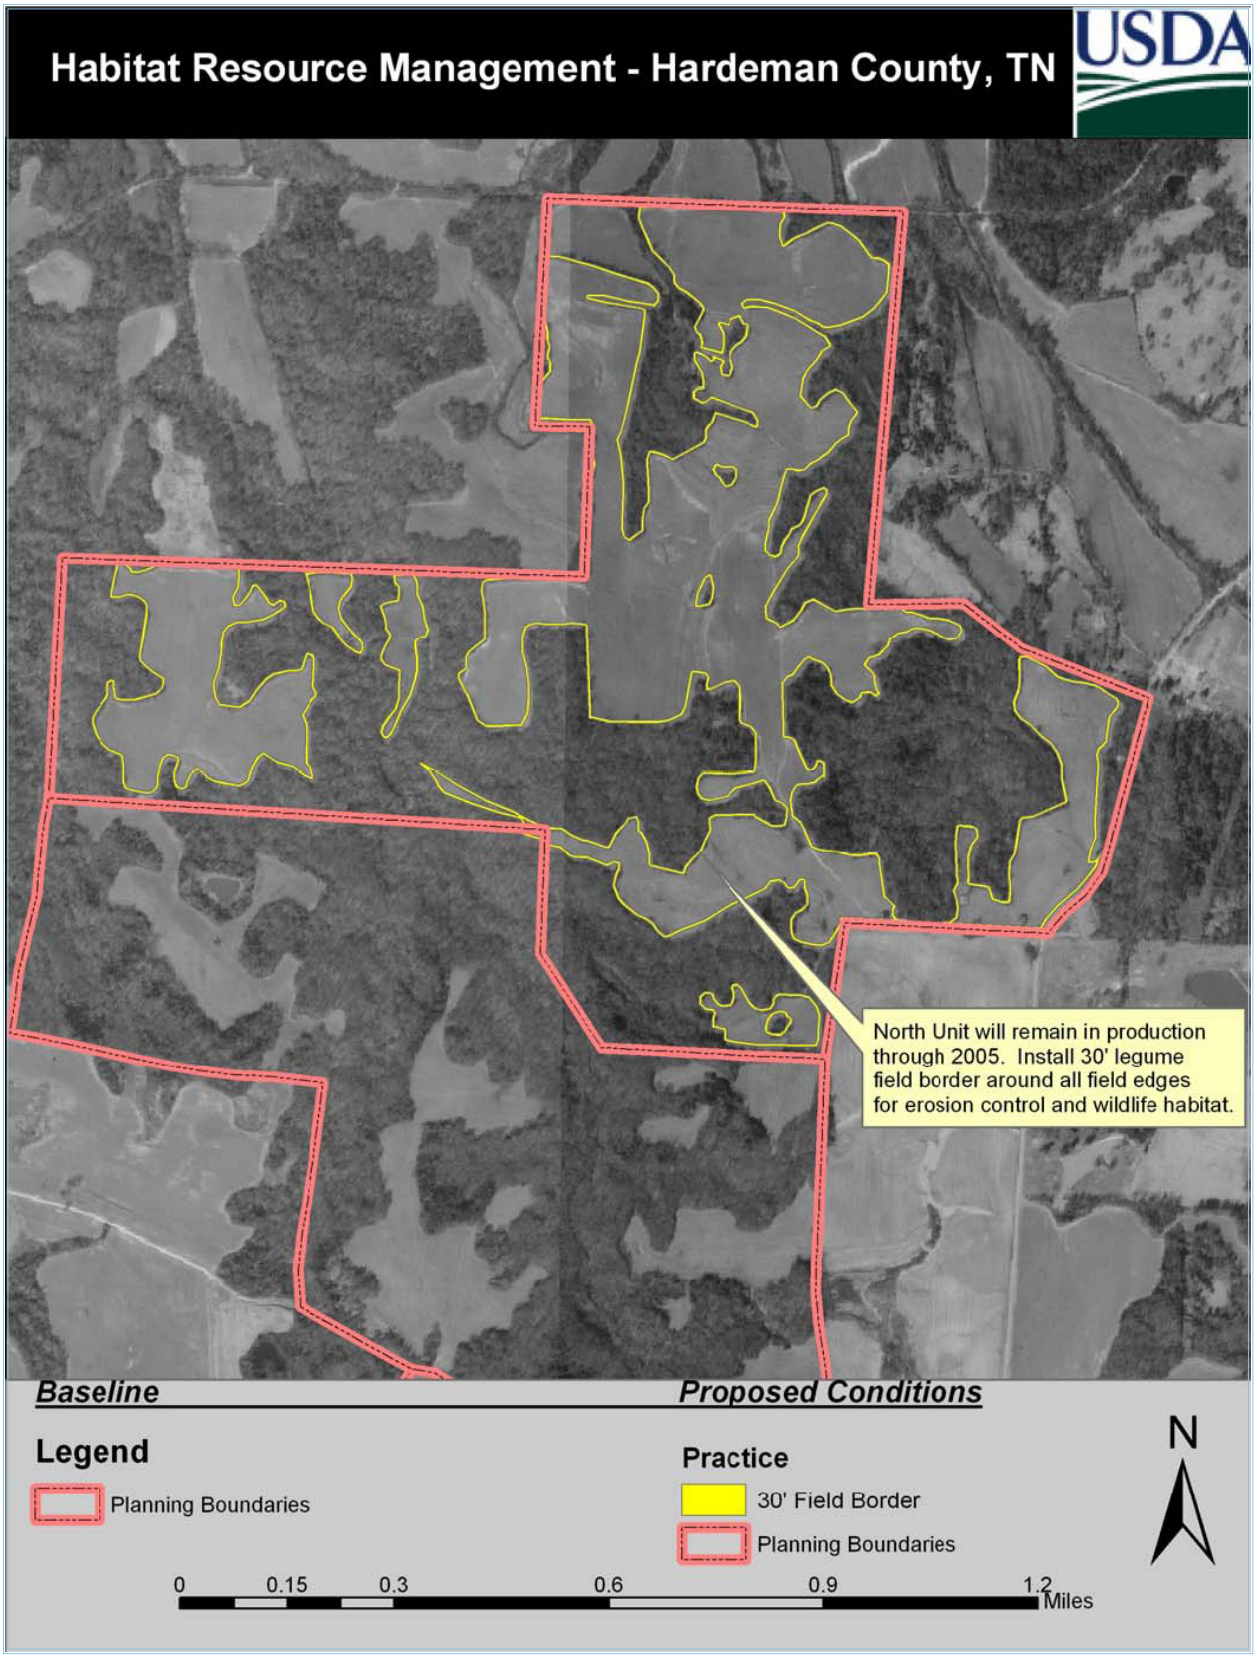 Habitat Resource Management - Hardeman County, TN
USDA
North Unit will remain in production
through 2005. Install 30' legume
field border around all field edges
for erosion control and wildlife habitat.
Baseline
Proposed Conditions
Legend
Planning Boundaries
Practice
30' Field Border
Planning Boundaries
N
0 0.15 0.3 0.6 0.9 1.2
Miles